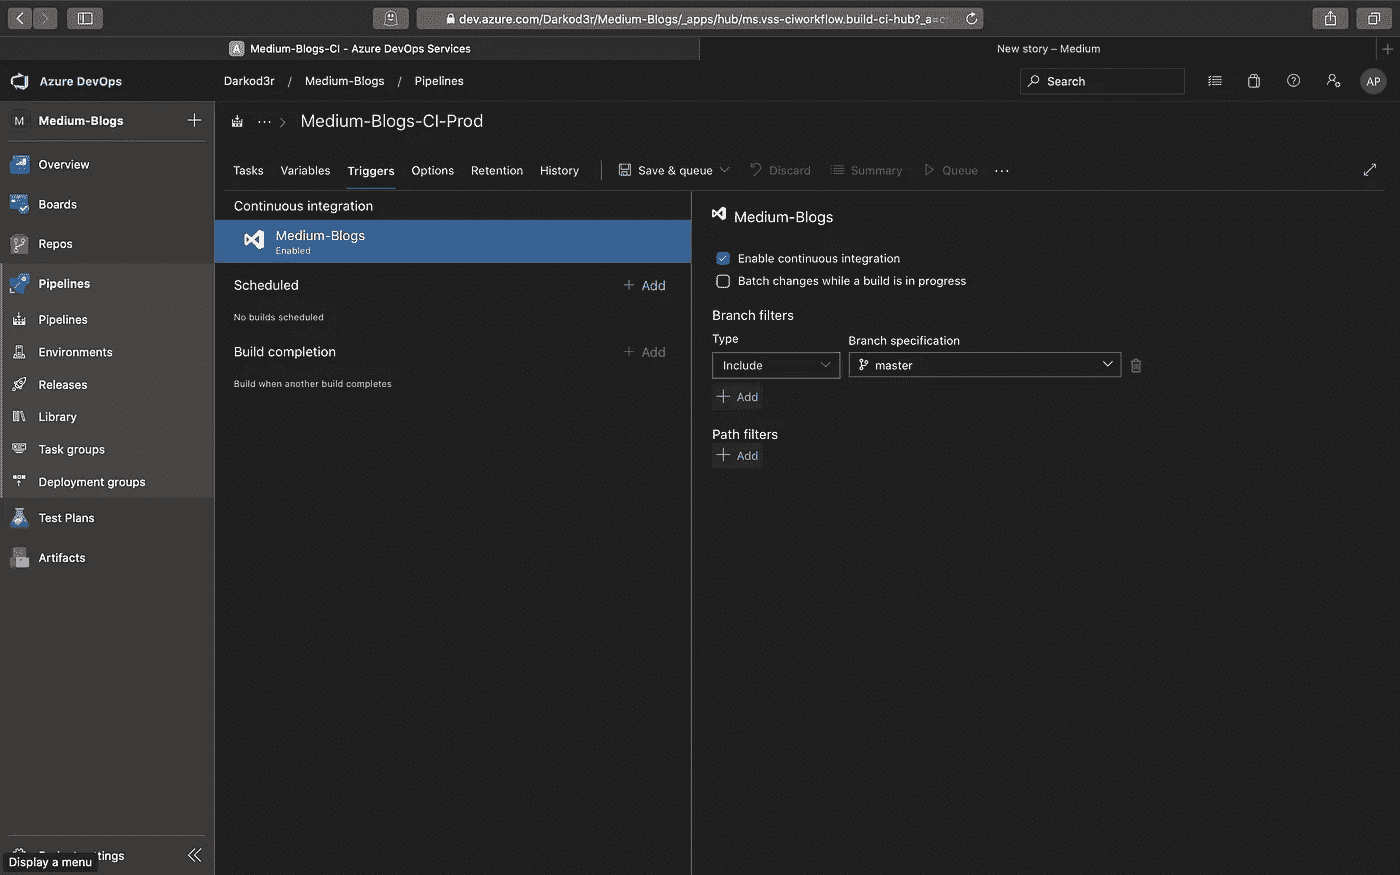 dev.azure.com/Darkod3r/Medium-Blogs/_apps/hub/ms.vss-ciworkflow.build-ci-hub?_a=c
A Medium-Blogs-CI - Azure DevOps Services
New story – Medium
Azure DevOps
Darkod3r / Medium-Blogs / Pipelines
Search
AP
M Medium-Blogs
... > Medium-Blogs-CI-Prod
Overview
Boards
Repos
Pipelines
Pipelines
Environments
Releases
Library
Task groups
Deployment groups
Test Plans
Artifacts
Display a menu
Tasks Variables Triggers Options Retention History Save & queue Discard Summary Queue ...
Continuous integration
Medium-Blogs
Enabled
Scheduled + Add
No builds scheduled
Build completion + Add
Build when another build completes
Medium-Blogs
Enable continuous integration
Batch changes while a build is in progress
Branch filters
Type Branch specification
Include master
+ Add
Path filters
+ Add